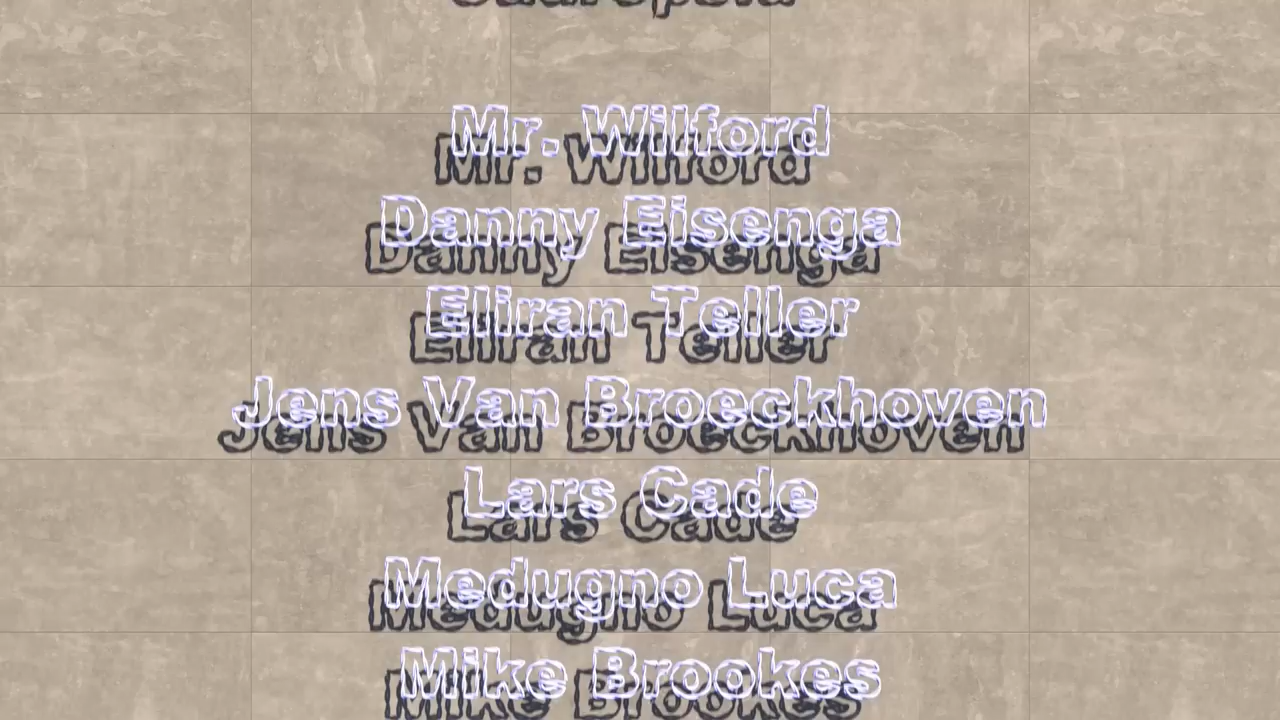 Mr. Wilford
Danny Eisenga
Eliran Teller
Jens Van Broeckhoven
Lars Cade
Medugno Luca
Mike Brookes